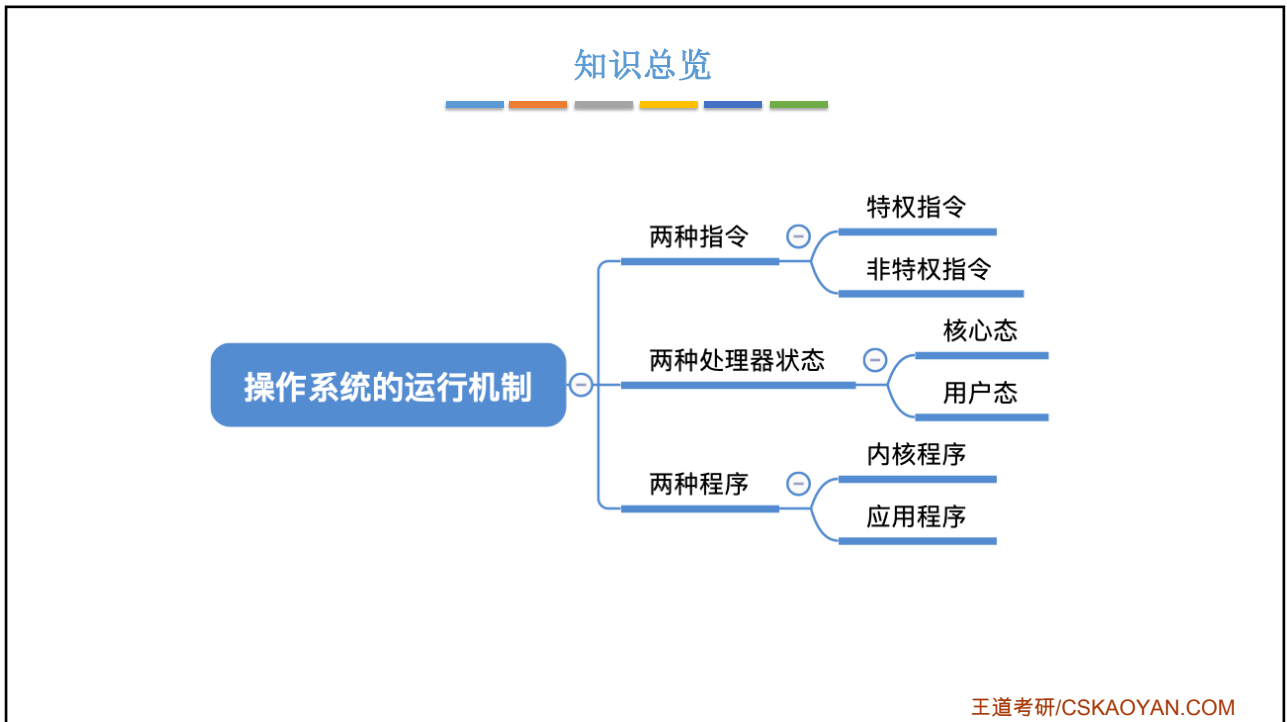 知识总览
操作系统的运行机制
两种指令
特权指令
非特权指令
两种处理器状态
核心态
用户态
两种程序
内核程序
应用程序
王道考研/CSKAOYAN.COM